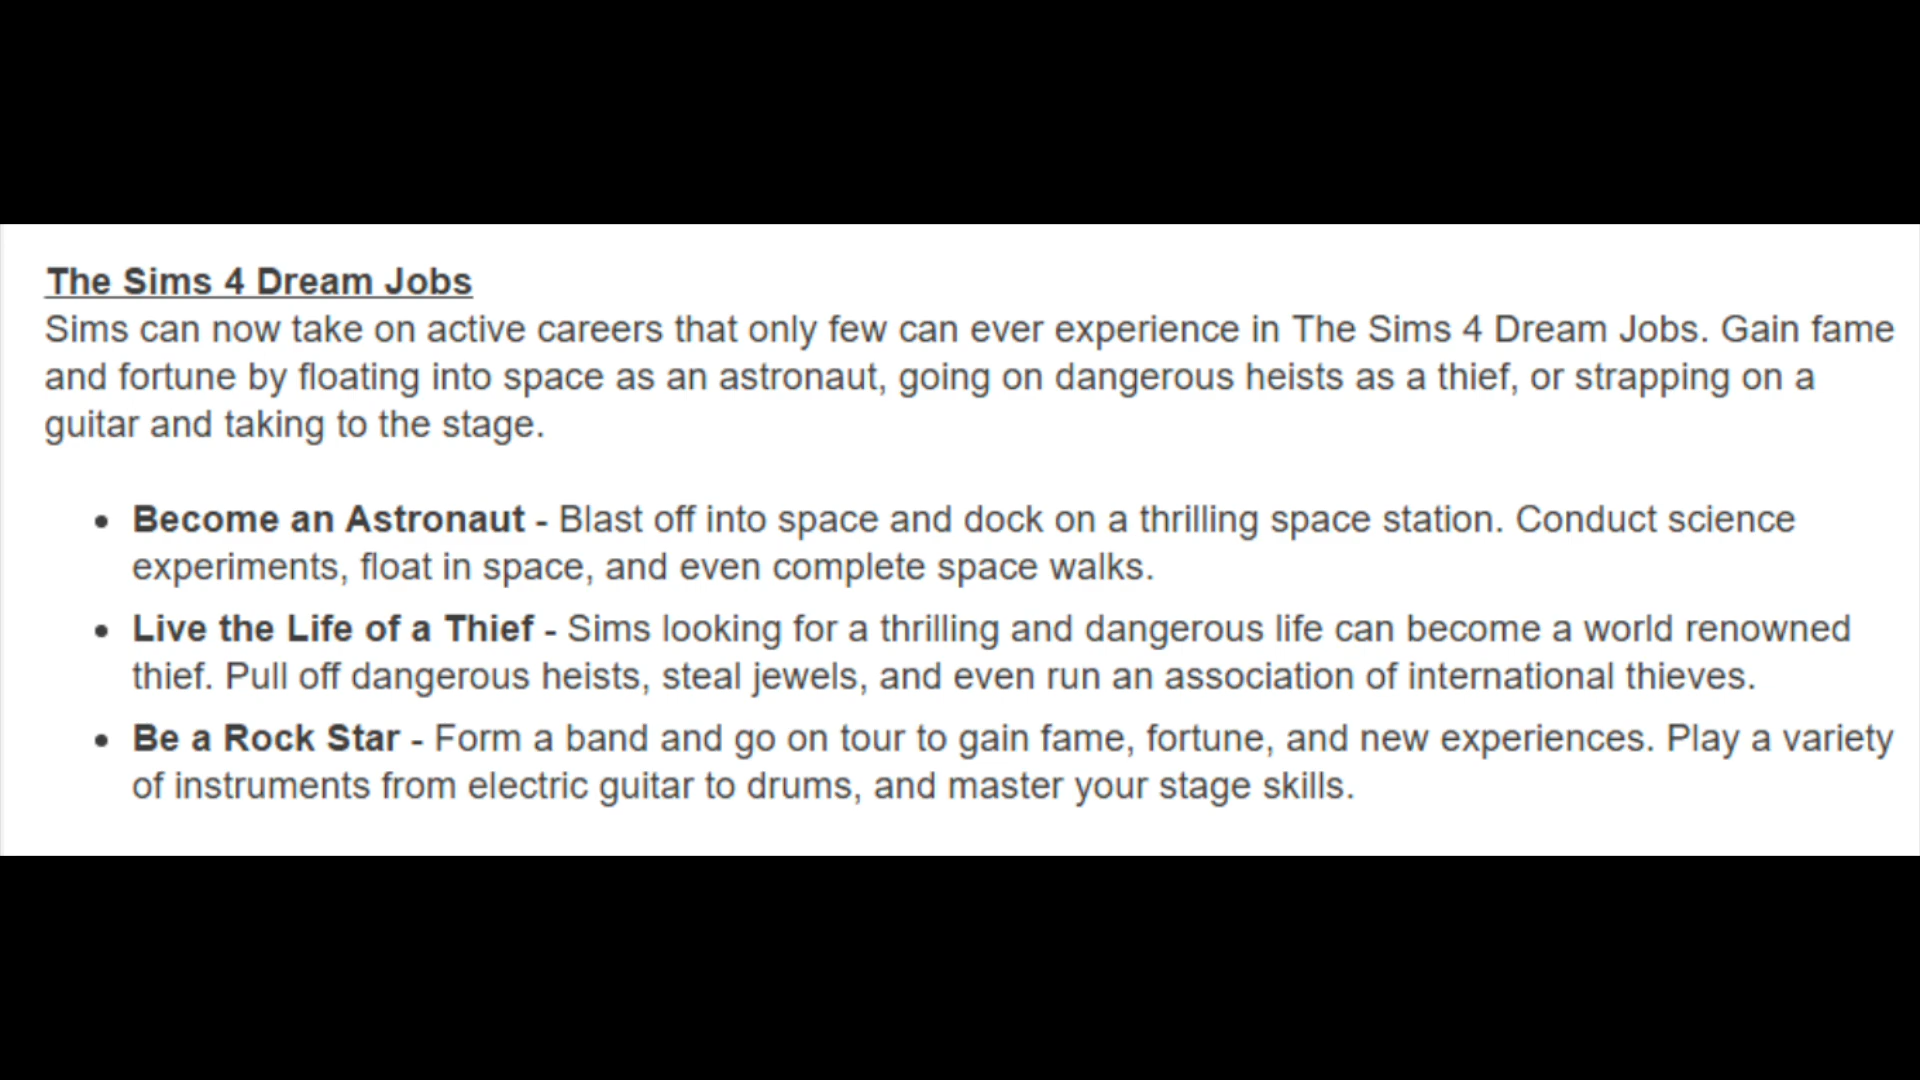 The Sims 4 Dream Jobs
Sims can now take on active careers that only few can ever experience in The Sims 4 Dream Jobs. Gain fame
and fortune by floating into space as an astronaut, going on dangerous heists as a thief, or strapping on a
guitar and taking to the stage.
• Become an Astronaut - Blast off into space and dock on a thrilling space station. Conduct science
experiments, float in space, and even complete space walks.
• Live the Life of a Thief - Sims looking for a thrilling and dangerous life can become a world renowned
thief. Pull off dangerous heists, steal jewels, and even run an association of international thieves.
• Be a Rock Star - Form a band and go on tour to gain fame, fortune, and new experiences. Play a variety
of instruments from electric guitar to drums, and master your stage skills.